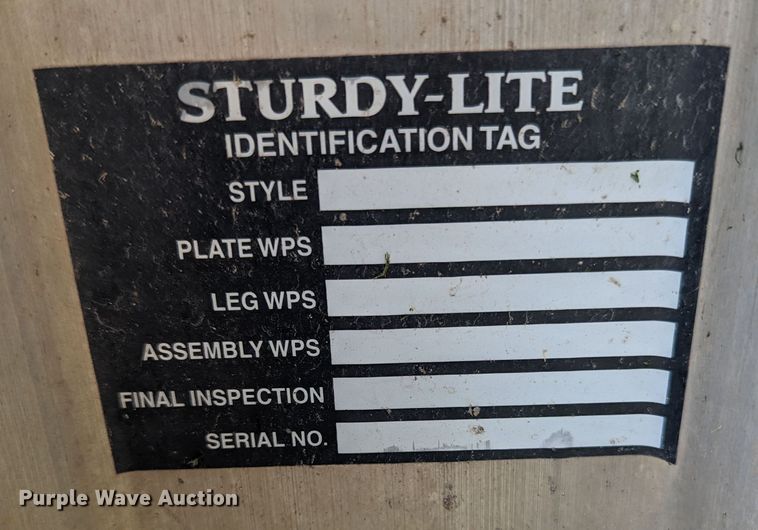 STURDY-LITE
IDENTIFICATION TAG
STYLE
PLATE WPS
LEG WPS
ASSEMBLY WPS
FINAL INSPECTION
SERIAL NO.
Purple Wave Auction